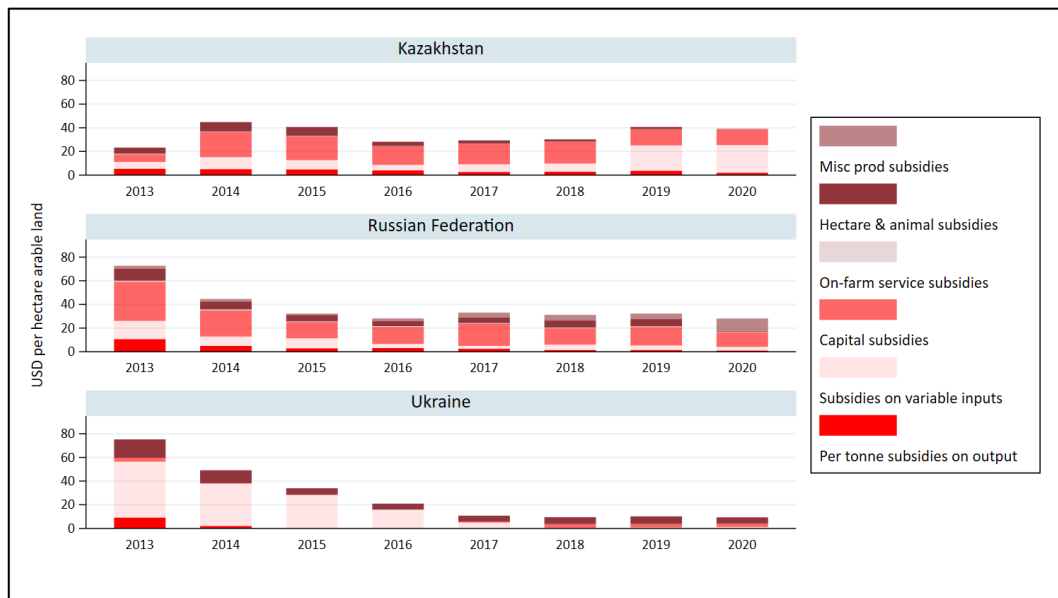 Kazakhstan
80
60
40
20
0
2013 2014 2015 2016 2017 2018 2019 2020
Russian Federation
80
60
40
20
0
2013 2014 2015 2016 2017 2018 2019 2020
Ukraine
80
60
40
20
0
2013 2014 2015 2016 2017 2018 2019 2020
USD per hectare arable land
Misc prod subsidies
Hectare & animal subsidies
On-farm service subsidies
Capital subsidies
Subsidies on variable inputs
Per tonne subsidies on output